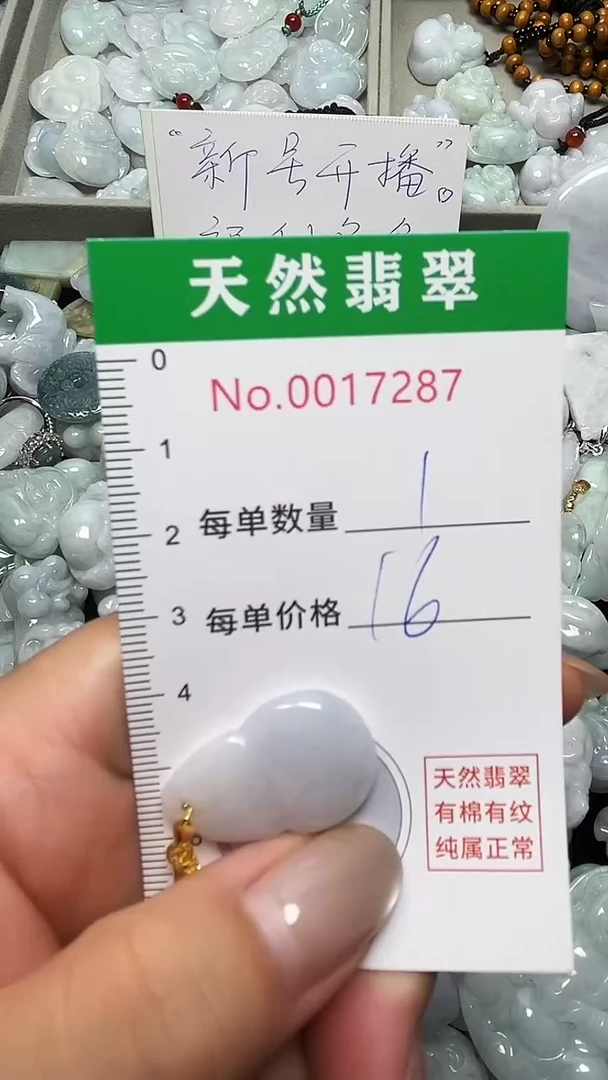 “新号开播”。
天然翡翠
0
No.0017287
1
每单数量 1
2
每单价格 16
3
4
天然翡翠
有棉有纹
纯属正常